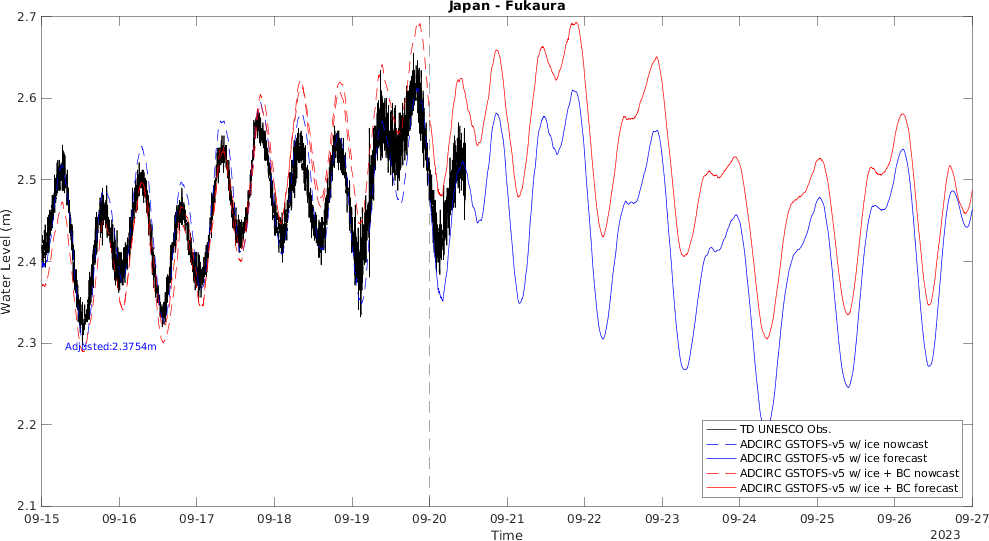 Japan - Fukaura
2.7
2.6
2.5
2.4
2.3
2.2
2.1
Water Level (m)
Adjusted:2.3754m
TD UNESCO Obs.
ADCIRC GSTOFS-v5 w/ ice nowcast
ADCIRC GSTOFS-v5 w/ ice forecast
ADCIRC GSTOFS-v5 w/ ice + BC nowcast
ADCIRC GSTOFS-v5 w/ ice + BC forecast
09-15 09-16 09-17 09-18 09-19 09-20 09-21 09-22 09-23 09-24 09-25 09-26 09-27
Time
2023